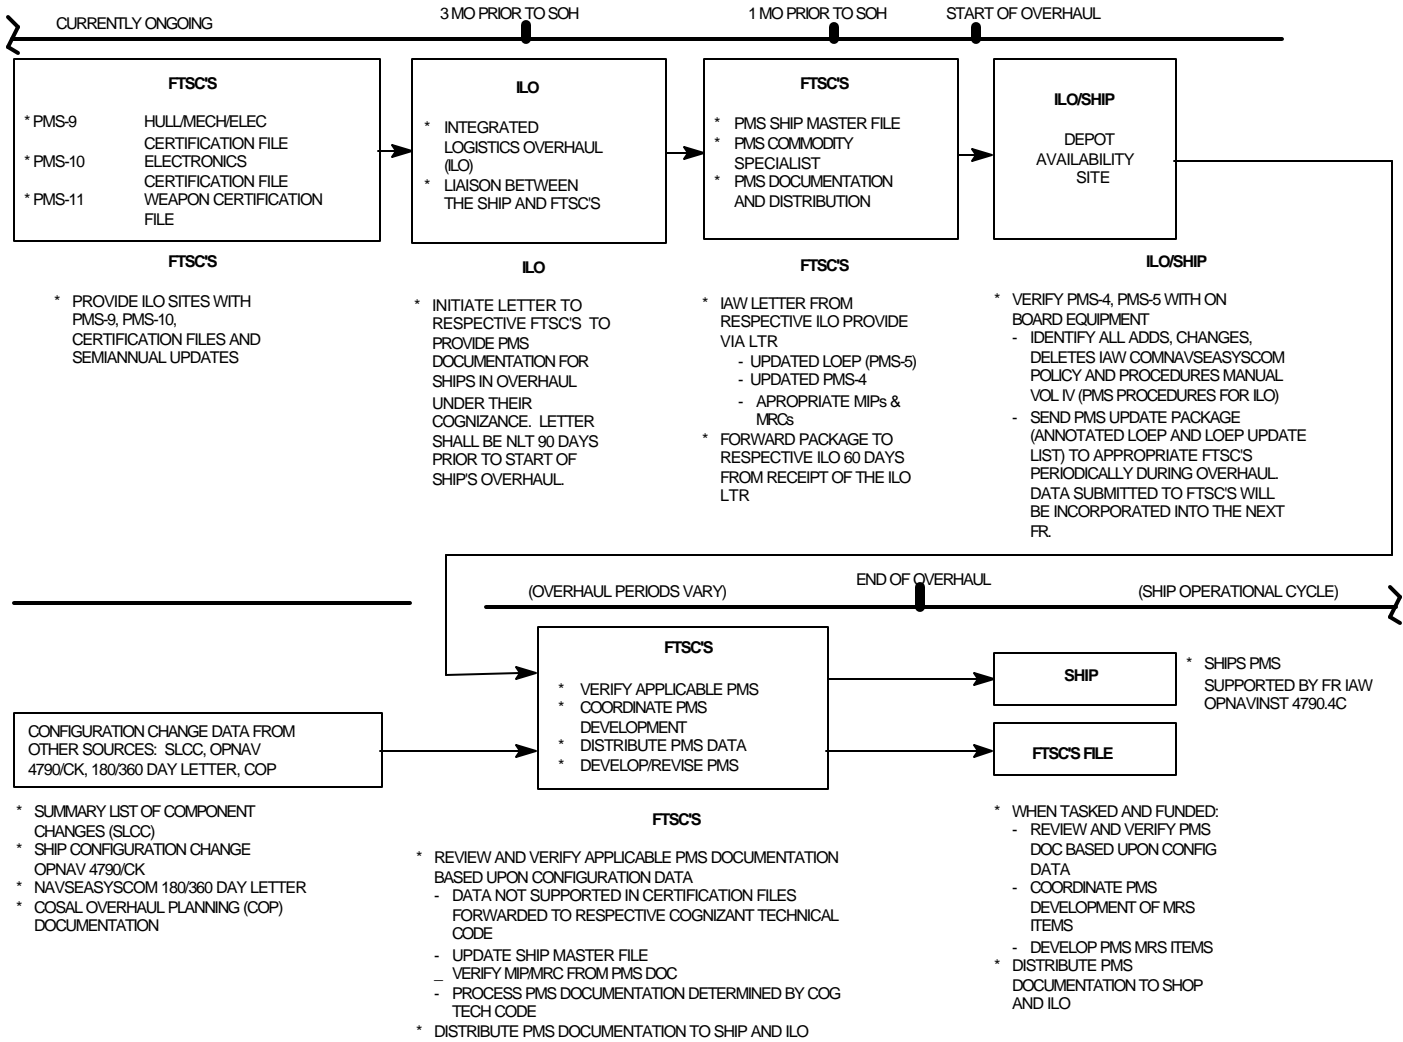 CURRENTLY ONGOING
3 MO PRIOR TO SOH
1 MO PRIOR TO SOH
START OF OVERHAUL
FTSC'S
* PMS-9 HULL/MECH/ELEC
CERTIFICATION FILE
* PMS-10 ELECTRONICS
CERTIFICATION FILE
* PMS-11 WEAPON CERTIFICATION
FILE
ILO
* INTEGRATED
LOGISTICS OVERHAUL
(ILO)
* LIAISON BETWEEN
THE SHIP AND FTSC'S
FTSC'S
* PMS SHIP MASTER FILE
* PMS COMMODITY
SPECIALIST
* PMS DOCUMENTATION
AND DISTRIBUTION
ILO/SHIP
DEPOT
AVAILABILITY
SITE
FTSC'S
* PROVIDE ILO SITES WITH
PMS-9, PMS-10,
CERTIFICATION FILES AND
SEMIANNUAL UPDATES
ILO
* INITIATE LETTER TO
RESPECTIVE FTSC'S TO
PROVIDE PMS
DOCUMENTATION FOR
SHIPS IN OVERHAUL
UNDER THEIR
COGNIZANCE. LETTER
SHALL BE NLT 90 DAYS
PRIOR TO START OF
SHIP'S OVERHAUL.
FTSC'S
* IAW LETTER FROM
RESPECTIVE ILO PROVIDE
VIA LTR
- UPDATED LOEP (PMS-5)
- UPDATED PMS-4
- APROPRIATE MIPs &
MRCs
* FORWARD PACKAGE TO
RESPECTIVE ILO 60 DAYS
FROM RECEIPT OF THE ILO
LTR
ILO/SHIP
* VERIFY PMS-4, PMS-5 WITH ON
BOARD EQUIPMENT
- IDENTIFY ALL ADDS, CHANGES,
DELETES IAW COMNAVSEASYSCOM
POLICY AND PROCEDURES MANUAL
VOL IV (PMS PROCEDURES FOR ILO)
- SEND PMS UPDATE PACKAGE
(ANNOTATED LOEP AND LOEP UPDATE
LIST) TO APPROPRIATE FTSC'S
PERIODICALLY DURING OVERHAUL.
DATA SUBMITTED TO FTSC'S WILL
BE INCORPORATED INTO THE NEXT
FR.
(OVERHAUL PERIODS VARY)
END OF OVERHAUL
(SHIP OPERATIONAL CYCLE)
FTSC'S
* VERIFY APPLICABLE PMS
* COORDINATE PMS
DEVELOPMENT
* DISTRIBUTE PMS DATA
* DEVELOP/REVISE PMS
SHIP
* SHIPS PMS
SUPPORTED BY FR IAW
OPNAVINST 4790.4C
FTSC'S FILE
CONFIGURATION CHANGE DATA FROM
OTHER SOURCES: SLCC, OPNAV
4790/CK, 180/360 DAY LETTER, COP
* SUMMARY LIST OF COMPONENT
CHANGES (SLCC)
* SHIP CONFIGURATION CHANGE
OPNAV 4790/CK
* NAVSEASYSCOM 180/360 DAY LETTER
* COSAL OVERHAUL PLANNING (COP)
DOCUMENTATION
FTSC'S
* REVIEW AND VERIFY APPLICABLE PMS DOCUMENTATION
BASED UPON CONFIGURATION DATA
- DATA NOT SUPPORTED IN CERTIFICATION FILES
FORWARDED TO RESPECTIVE COGNIZANT TECHNICAL
CODE
- UPDATE SHIP MASTER FILE
_ VERIFY MIP/MRC FROM PMS DOC
- PROCESS PMS DOCUMENTATION DETERMINED BY COG
TECH CODE
* DISTRIBUTE PMS DOCUMENTATION TO SHIP AND ILO
* WHEN TASKED AND FUNDED:
- REVIEW AND VERIFY PMS
DOC BASED UPON CONFIG
DATA
- COORDINATE PMS
DEVELOPMENT OF MRS
ITEMS
- DEVELOP PMS MRS ITEMS
* DISTRIBUTE PMS
DOCUMENTATION TO SHOP
AND ILO